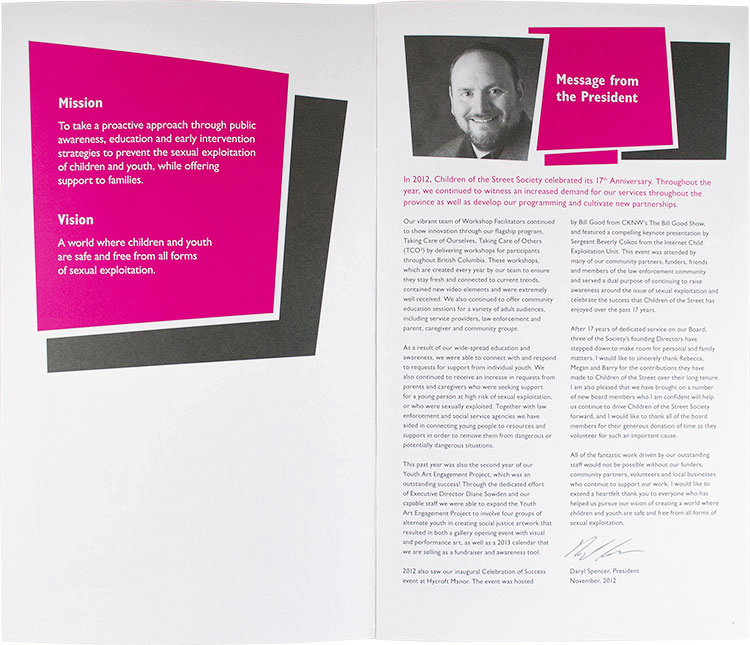 Mission
To take a proactive approach through public
awareness, education and early intervention
strategies to prevent the sexual exploitation
of children and youth, while offering
support to families.
Vision
A world where children and youth
are safe and free from all forms
of sexual exploitation.
Message from
the President
In 2012, Children of the Street Society celebrated its 17th Anniversary. Throughout the
year, we continued to witness an increased demand for our services throughout the
province as well as develop our programming and cultivate new partnerships.
Our vibrant team of Workshop Facilitators continued
to show innovation through our flagship program,
Taking Care of Ourselves, Taking Care of Others
(TCO²) by delivering workshops for participants
throughout British Columbia. These workshops,
which are created every year by our team to ensure
they stay fresh and connected to current trends,
contained new video elements and were extremely
well received. We also continued to offer community
education sessions for a variety of adult audiences,
including service providers, law enforcement and
parent, caregiver and community groups.
As a result of our wide-spread education and
awareness, we were able to connect with and respond
to requests for support from individual youth. We
also continued to receive an increase in requests from
parents and caregivers who were seeking support
for a young person at high risk of sexual exploitation,
or who were sexually exploited. Together with law
enforcement and social service agencies we have
aided in connecting young people to resources and
support in order to remove them from dangerous or
potentially dangerous situations.
This past year was also the second year of our
Youth Art Engagement Project, which was an
outstanding success! Through the dedicated effort
of Executive Director Diane Sowden and our
capable staff we were able to expand the Youth
Art Engagement Project to involve four groups of
alternate youth in creating social justice artwork that
resulted in both a gallery opening event with visual
and performance art, as well as a 2013 calendar that
we are selling as a fundraiser and awareness tool.
2012 also saw our inaugural Celebration of Success
event at Hycroft Manor. The event was hosted
by Bill Good from CKNW's The Bill Good Show,
and featured a compelling keynote presentation by
Sergeant Beverly Csikos from the Internet Child
Exploitation Unit. This event was attended by
many of our community partners, funders, friends
and members of the law enforcement community
and served a dual purpose of continuing to raise
awareness around the issue of sexual exploitation and
celebrate the success that Children of the Street has
enjoyed over the past 17 years.
After 17 years of dedicated service on our Board,
three of the Society's founding Directors have
stepped down to make room for personal and family
matters. I would like to sincerely thank Rebecca,
Megan and Barry for the contributions they have
made to Children of the Street over their long tenure.
I am also pleased that we have brought on a number
of new board members who I am confident will help
us continue to drive Children of the Street Society
forward, and I would like to thank all of the board
members for their generous donation of time as they
volunteer for such an important cause.
All of the fantastic work driven by our outstanding
staff would not be possible without our funders,
community partners, volunteers and local businesses
who continue to support our work. I would like to
extend a heartfelt thank you to everyone who has
helped us pursue our vision of creating a world where
children and youth are safe and free from all forms of
sexual exploitation.
Daryl Spencer, President
November, 2012